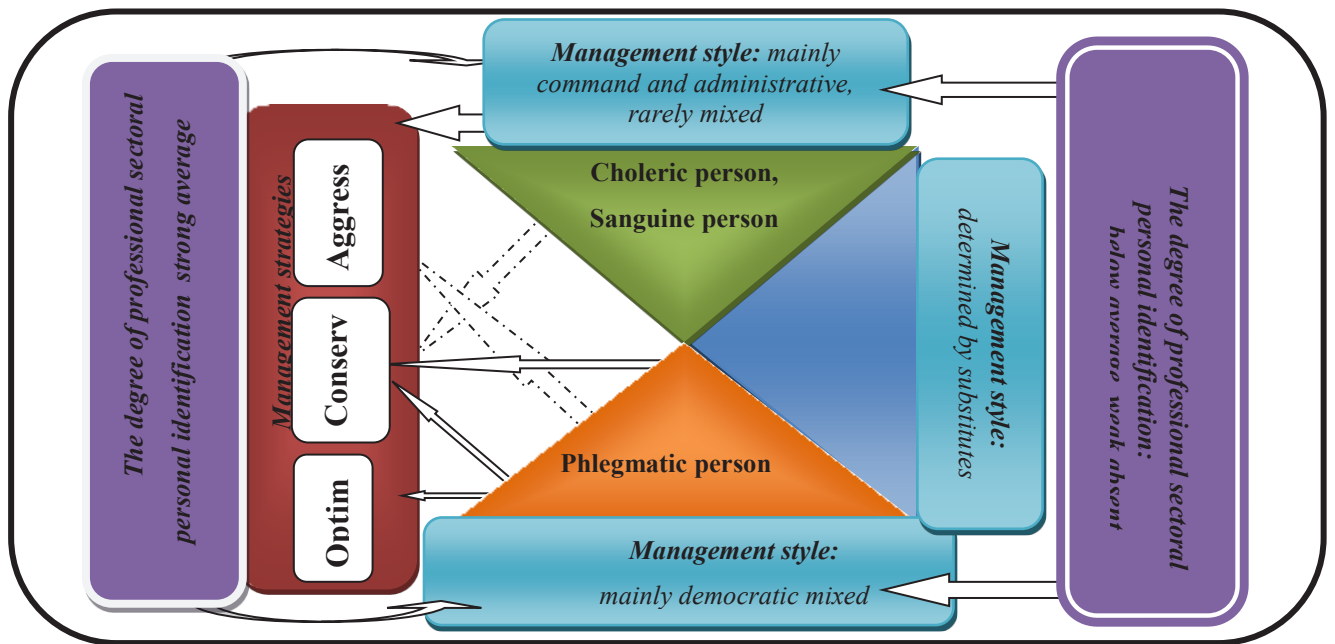 The degree of professional sectoral
personal identification strong average
Management strategies
Aggress
Conserv
Optim
Management style: mainly
command and administrative,
rarely mixed
Choleric person,
Sanguine person
Phlegmatic person
Management style:
mainly democratic mixed
Management style:
determined by substitutes
The degree of professional sectoral
personal identification:
below average weak absent